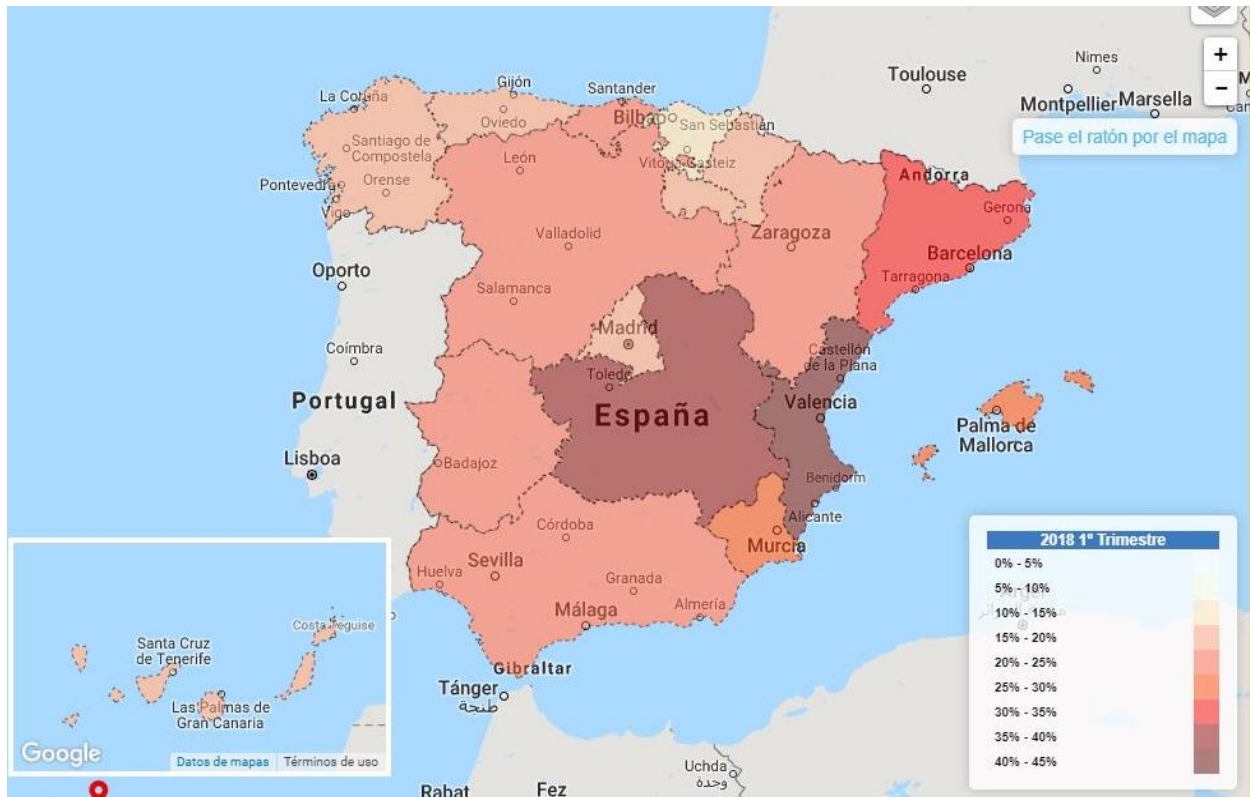 Toulouse
Nimes
Montpellier
Marsella
+
−
Pase el ratón por el mapa
La Coruña
Gijón
Oviedo
Santander
Bilbao
San Sebastián
Vitoria-Gasteiz
Santiago de
Compostela
León
Pontevedra
Orense
Vigo
Andorra
Gerona
Valladolid
Zaragoza
Barcelona
Tarragona
Oporto
Salamanca
Madrid
Coímbra
Castellón
de la Plana
Toledo
Portugal
España
Valencia
Palma de
Mallorca
Lisboa
Badajoz
Benidorm
Alicante
Córdoba
Murcia
Sevilla
Huelva
Granada
Almería
Málaga
Gibraltar
Tánger
طنجة
Uchda
وجدة
Rabat
Fez
Santa Cruz
de Tenerife
Costa Teguise
Las Palmas de
Gran Canaria
Google
Datos de mapas
Términos de uso
2018 1º Trimestre
0% - 5%
5% - 10%
10% - 15%
15% - 20%
20% - 25%
25% - 30%
30% - 35%
35% - 40%
40% - 45%